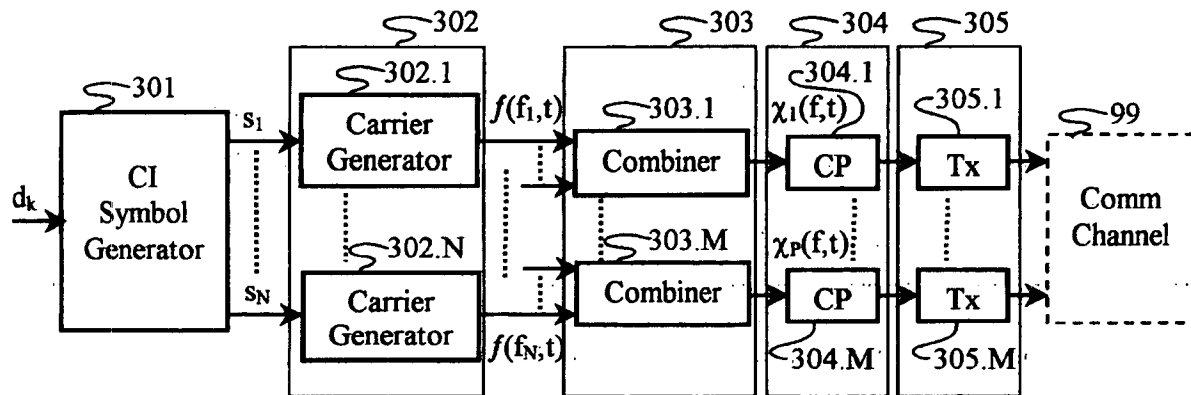 302
303
304
305
301
302.1
304.1
305.1
99
s₁
f(f₁,t)
303.1
χ₁(f,t)
Carrier
Generator
Combiner
CP
Tx
CI
Symbol
Generator
dₖ
Comm
Channel
302.N
303.M
χP(f,t)
sN
Carrier
Generator
Combiner
CP
Tx
f(fN,t)
304.M
305.M